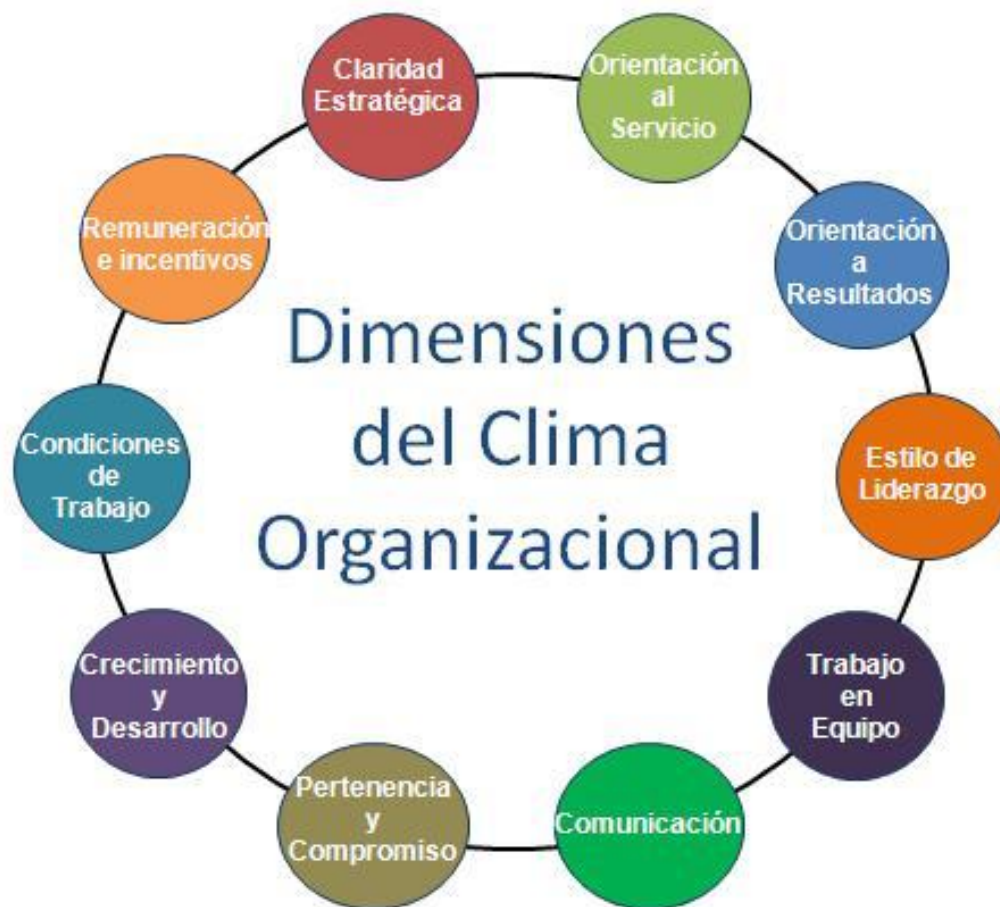 Claridad
Estratégica
Orientación
al
Servicio
Orientación
a
Resultados
Estilo de
Liderazgo
Trabajo
en
Equipo
Comunicación
Pertenencia
y
Compromiso
Crecimiento
y
Desarrollo
Condiciones
de
Trabajo
Remuneración
e incentivos
Dimensiones
del Clima
Organizacional